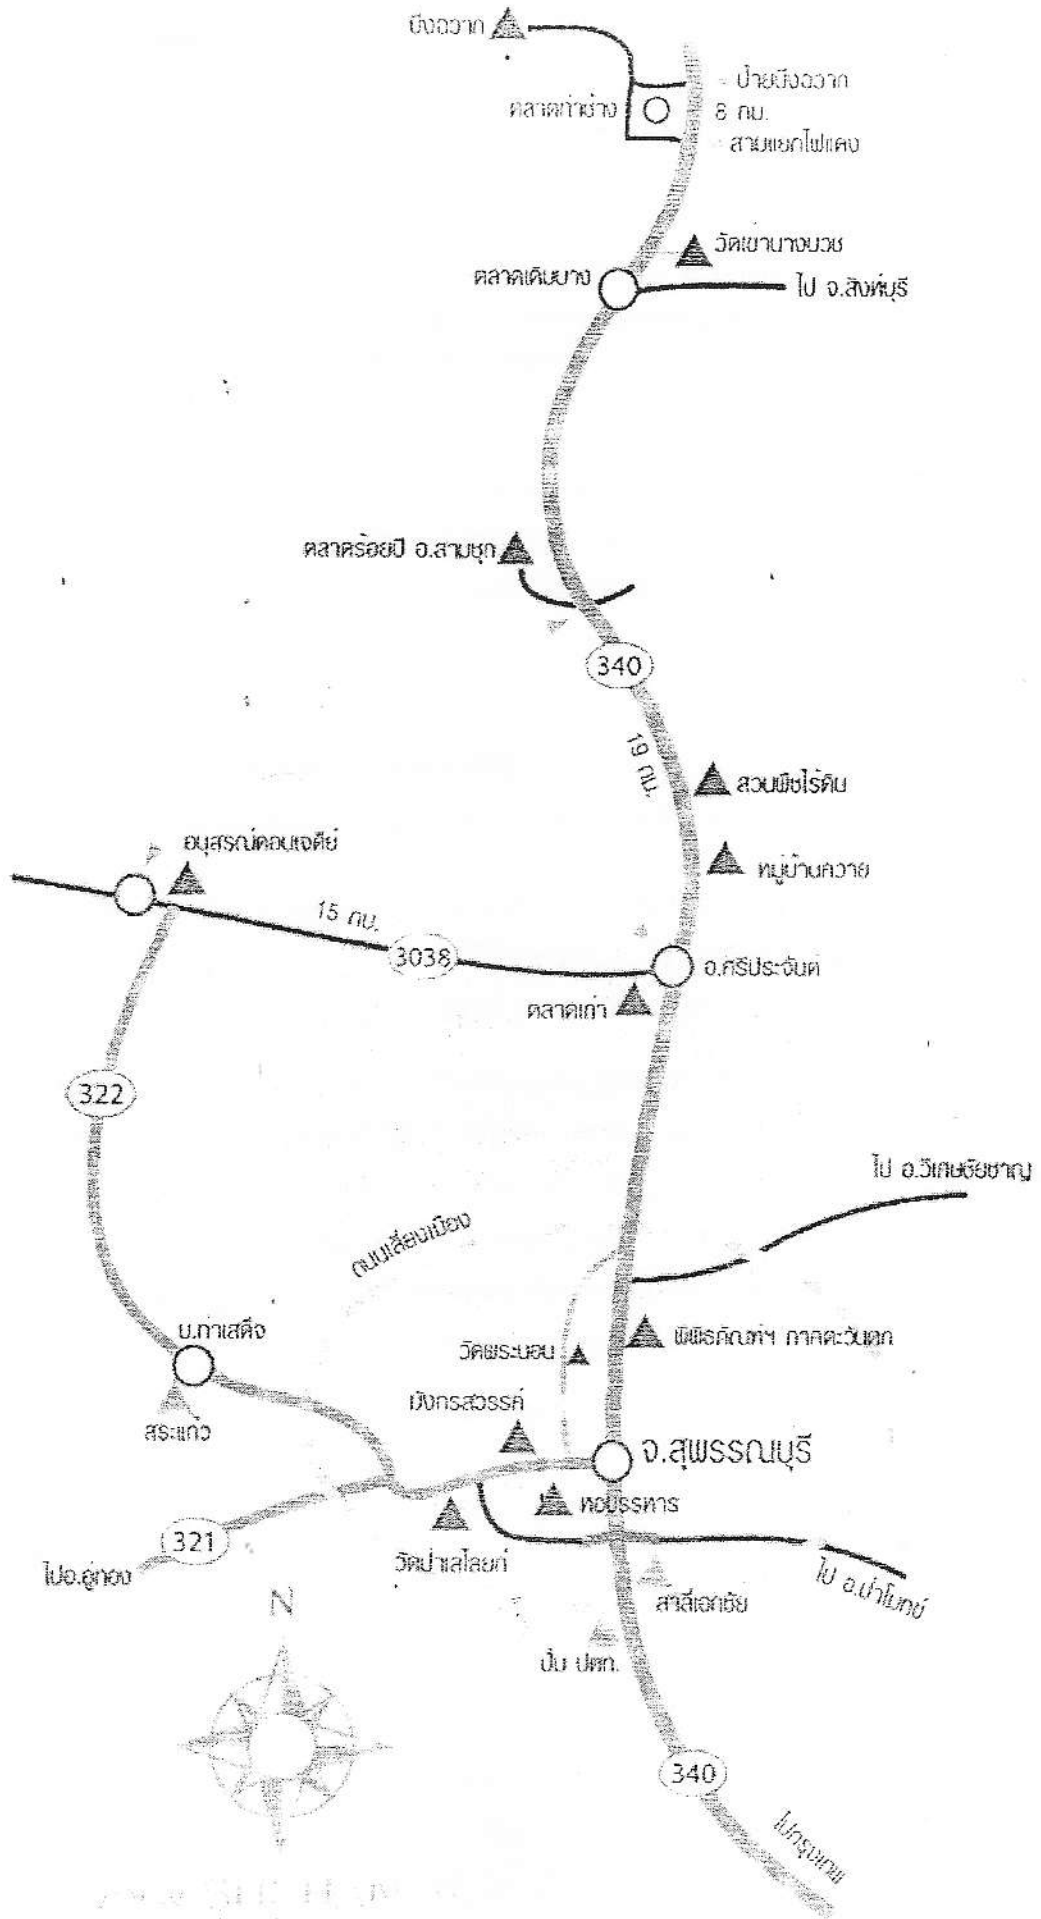 บึงฉวาก
ป้ายบึงฉวาก
ตลาดท่าช้าง
8 กม.
สามแยกไฟแดง
วัดเขานางบวช
ตลาดเดิมบาง
ไป จ.สิงห์บุรี
ตลาดร้อยปี อ.สามชุก
340
19 กม.
สวนพืชไร้ดิน
อนุสรณ์ดอนเจดีย์
หมู่บ้านควาย
15 กม.
3038
อ.ศรีประจันต์
ตลาดเก่า
322
ไป อ.วิเศษชัยชาญ
ถนนเลี่ยงเมือง
บ.ท่าเสด็จ
วัดพระนอน
พิพิธภัณฑ์ฯ ภาคตะวันตก
มังกรสวรรค์
สระแก้ว
จ.สุพรรณบุรี
หอบรรหาร
321
วัดป่าเลไลยก์
ไปอ.อู่ทอง
ไป อ.ป่าโมกข์
สาลี่เอกชัย
N
ปั๊ม ปตท.
340
ไปกรุงเทพ